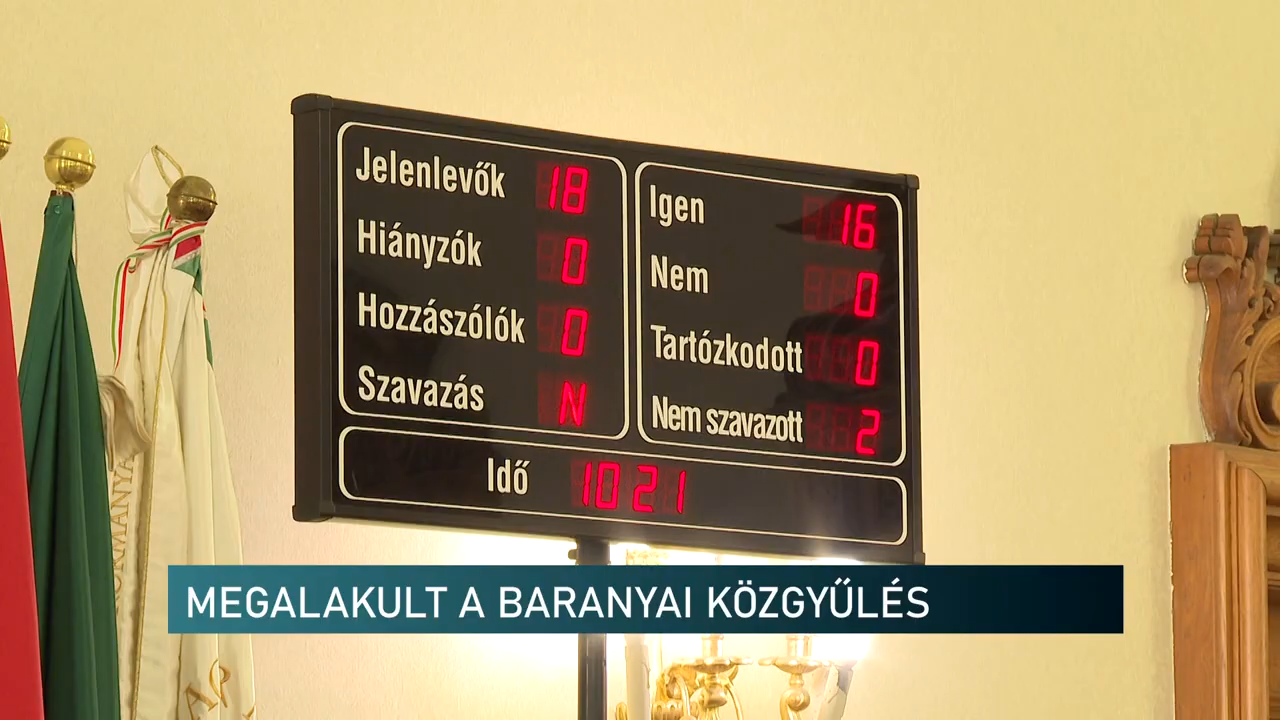 Jelenlevők 18
Hiányzók 0
Hozzászólók 0
Szavazás N
Igen 16
Nem 0
Tartózkodott 0
Nem szavazott 2
Idő 10 21
MEGALAKULT A BARANYAI KÖZGYŰLÉS